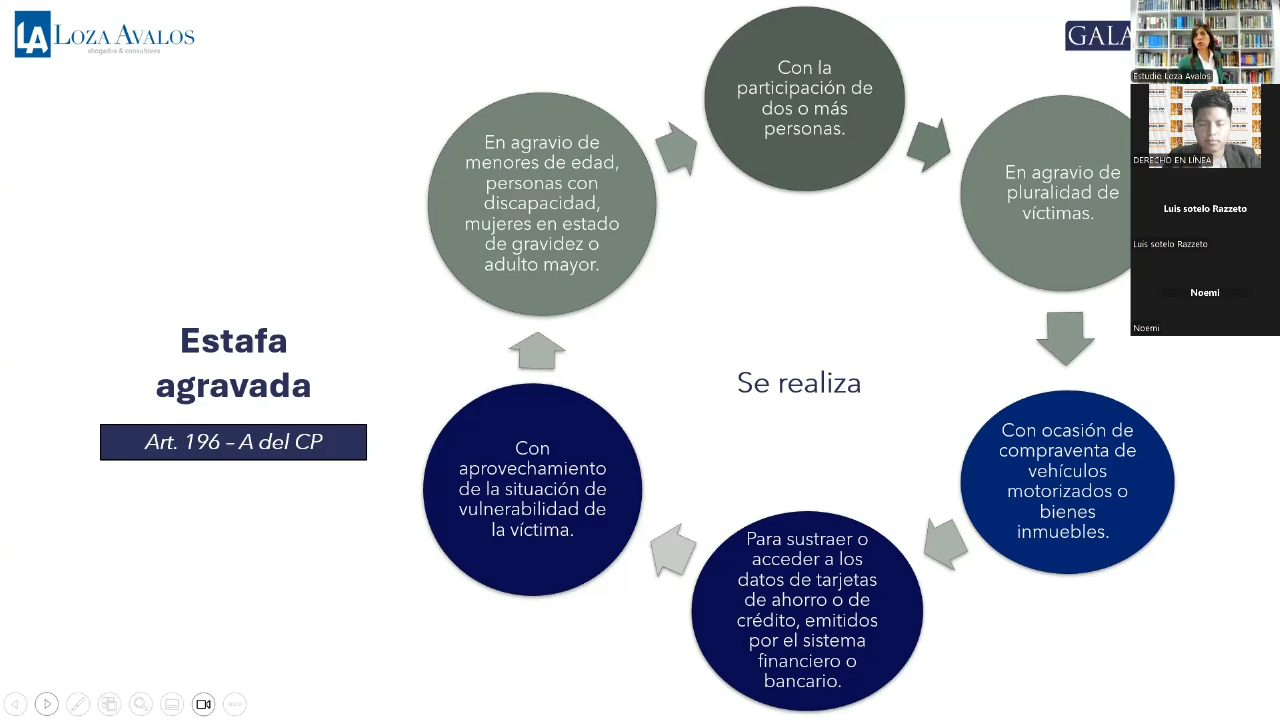 LA LOZA AVALOS
abogados & consultores
GALA
Estudio Loza Avalos
DERECHO EN LÍNEA
Luis sotelo Razzeto
Luis sotelo Razzeto
Noemi
Noemi
Estafa
agravada
Art. 196 – A del CP
Se realiza
Con la
participación de
dos o más
personas.
En agravio de
pluralidad de
víctimas.
Con ocasión de
compraventa de
vehículos
motorizados o
bienes
inmuebles.
Para sustraer o
acceder a los
datos de tarjetas
de ahorro o de
crédito, emitidos
por el sistema
financiero o
bancario.
Con
aprovechamiento
de la situación de
vulnerabilidad de
la víctima.
En agravio de
menores de edad,
personas con
discapacidad,
mujeres en estado
de gravidez o
adulto mayor.